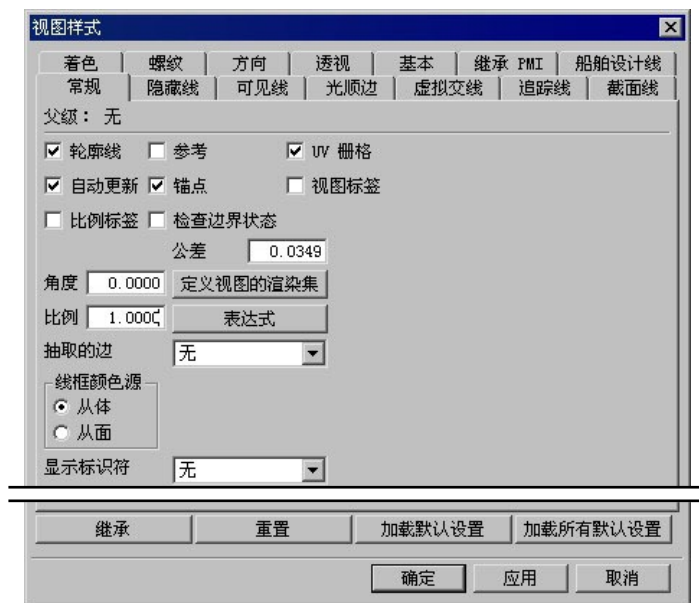 视图样式
着色 螺纹 方向 透视 基本 继承 PMI 船舶设计线
常规 隐藏线 可见线 光顺边 虚拟交线 追踪线 截面线
父级： 无
轮廓线 参考 UV 栅格
自动更新 锚点 视图标签
比例标签 检查边界状态
公差 0.0349
角度 0.0000 定义视图的渲染集
比例 1.000 表达式
抽取的边 无
线框颜色源
从体
从面
显示标识符 无
继承 重置 加载默认设置 加载所有默认设置
确定 应用 取消